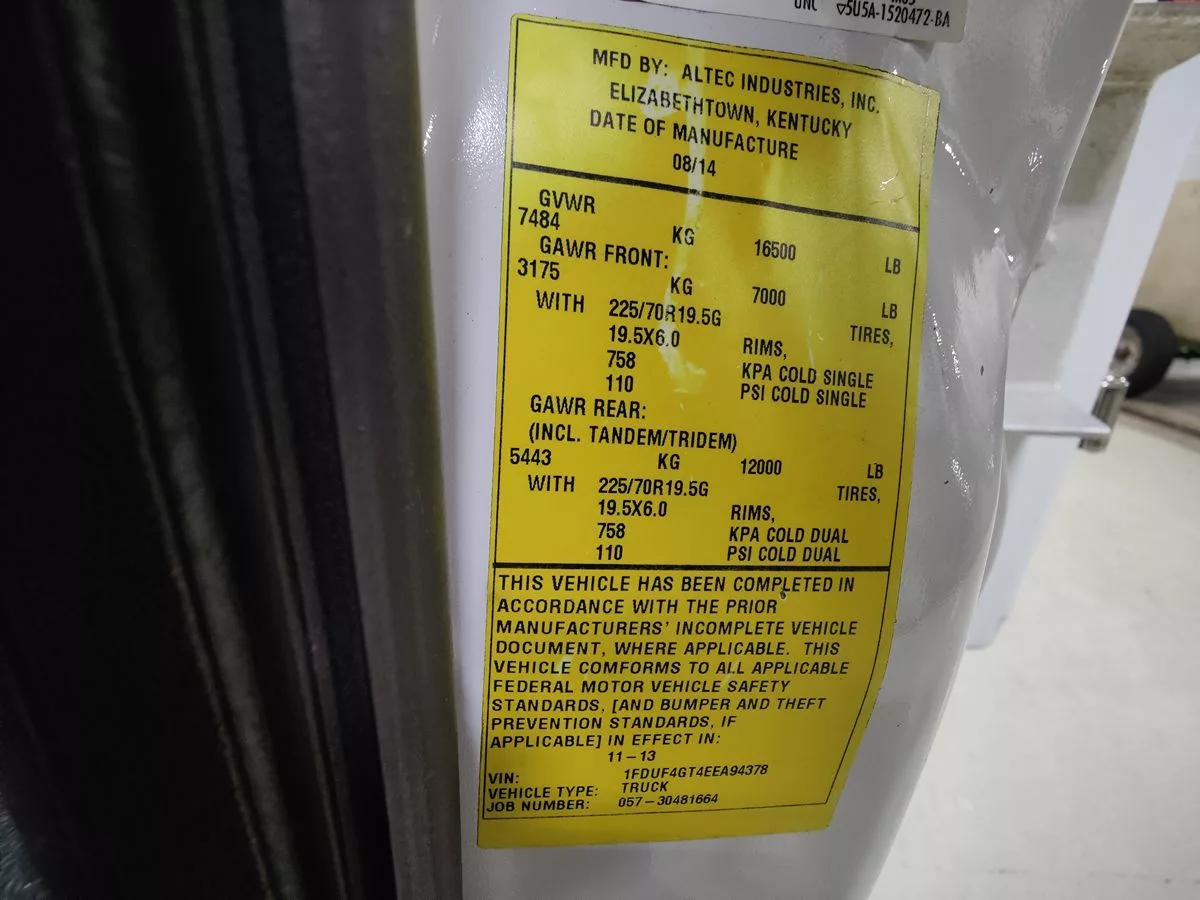 UNC ▽5U5A-1520472-BA
MFD BY: ALTEC INDUSTRIES, INC.
ELIZABETHTOWN, KENTUCKY
DATE OF MANUFACTURE
08/14
GVWR
7484 KG 16500 LB
GAWR FRONT:
3175 KG 7000 LB
WITH 225/70R19.5G TIRES,
19.5X6.0 RIMS,
758 KPA COLD SINGLE
110 PSI COLD SINGLE
GAWR REAR:
(INCL. TANDEM/TRIDEM)
5443 KG 12000 LB
WITH 225/70R19.5G TIRES,
19.5X6.0 RIMS,
758 KPA COLD DUAL
110 PSI COLD DUAL
THIS VEHICLE HAS BEEN COMPLETED IN
ACCORDANCE WITH THE PRIOR
MANUFACTURERS' INCOMPLETE VEHICLE
DOCUMENT, WHERE APPLICABLE. THIS
VEHICLE COMFORMS TO ALL APPLICABLE
FEDERAL MOTOR VEHICLE SAFETY
STANDARDS, [AND BUMPER AND THEFT
PREVENTION STANDARDS, IF
APPLICABLE] IN EFFECT IN:
11-13
VIN: 1FDUF4GT4EEA94378
VEHICLE TYPE: TRUCK
JOB NUMBER: 057-30481664